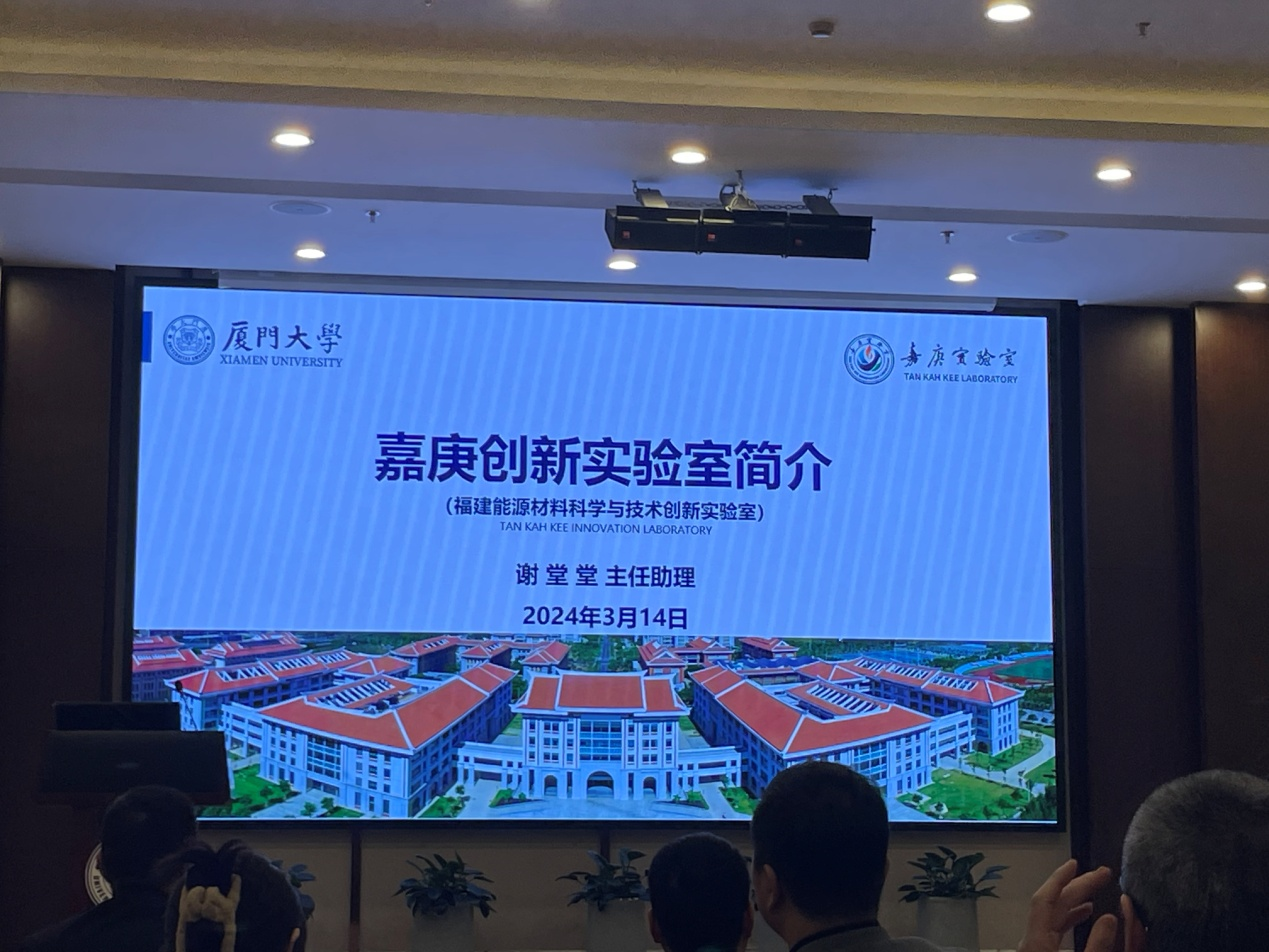 厦門大學
XIAMEN UNIVERSITY
嘉庚實驗室
TAN KAH KEE LABORATORY
嘉庚创新实验室简介
（福建能源材料科学与技术创新实验室）
TAN KAH KEE INNOVATION LABORATORY
谢 堂 堂 主任助理
2024年3月14日